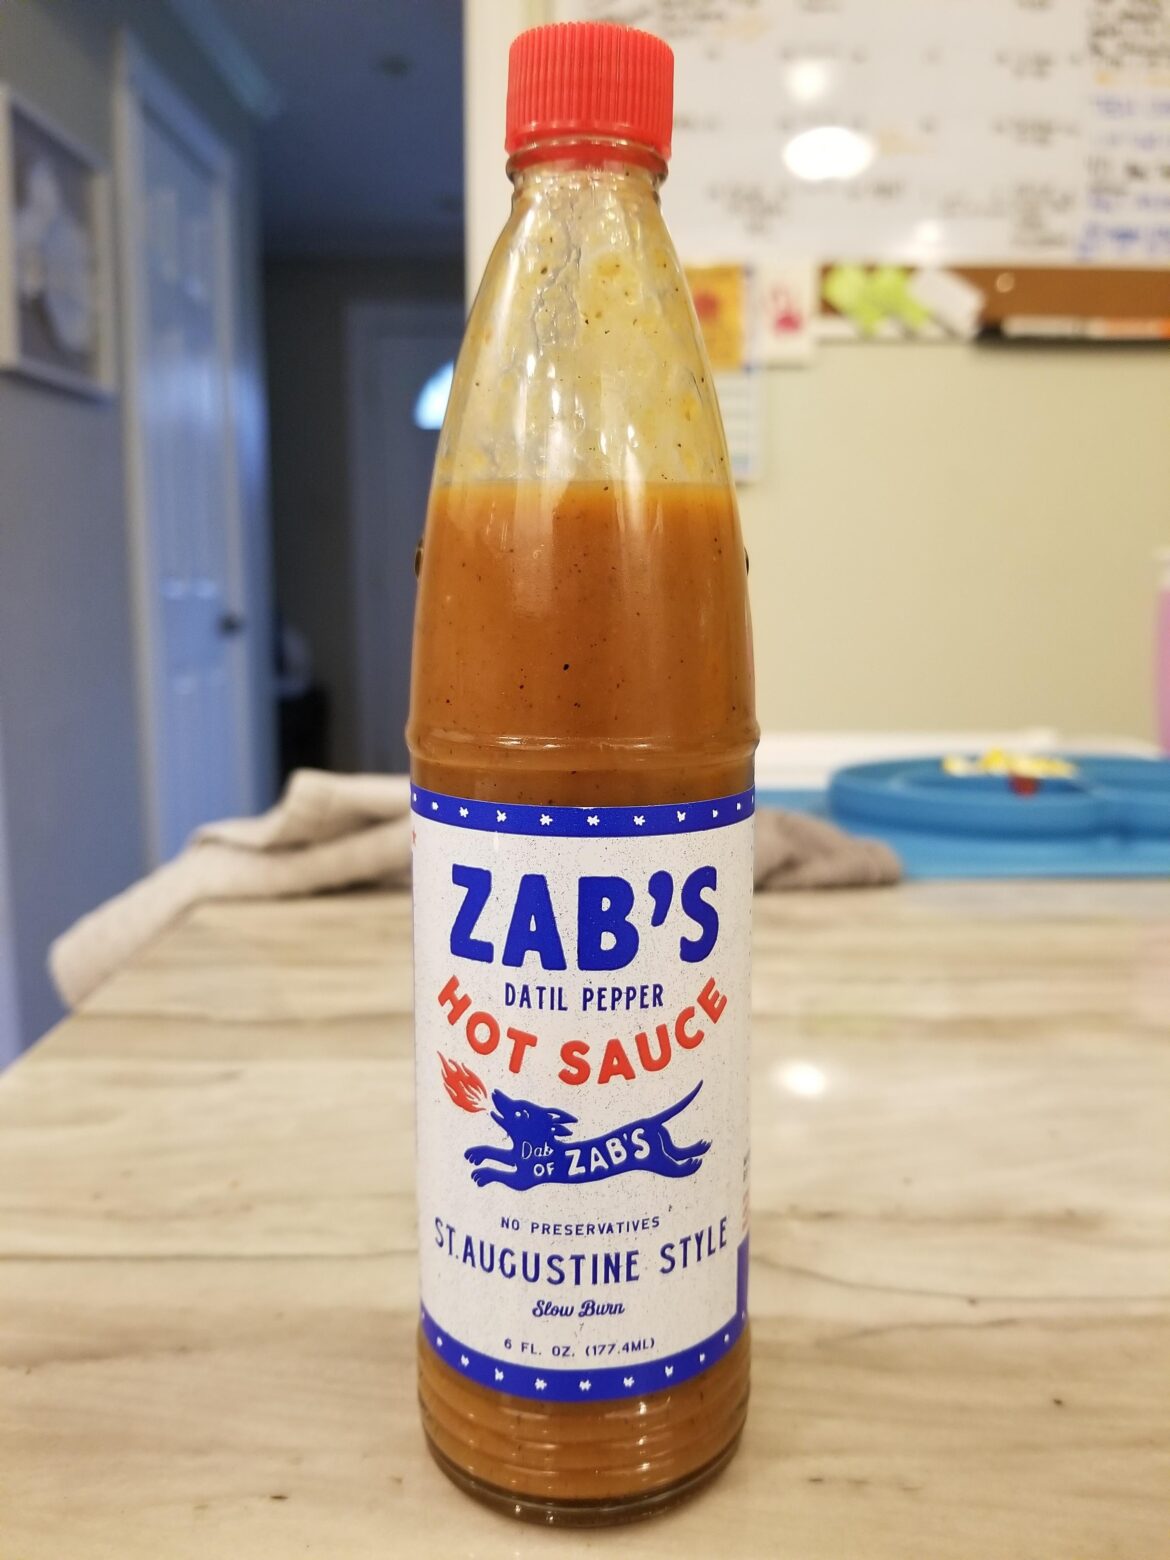 ZAB'S
DATIL PEPPER
HOT SAUCE
Dab
OF ZAB'S
NO PRESERVATIVES
ST. AUGUSTINE STYLE
Slow Burn
6 FL. OZ. (177.4ML)